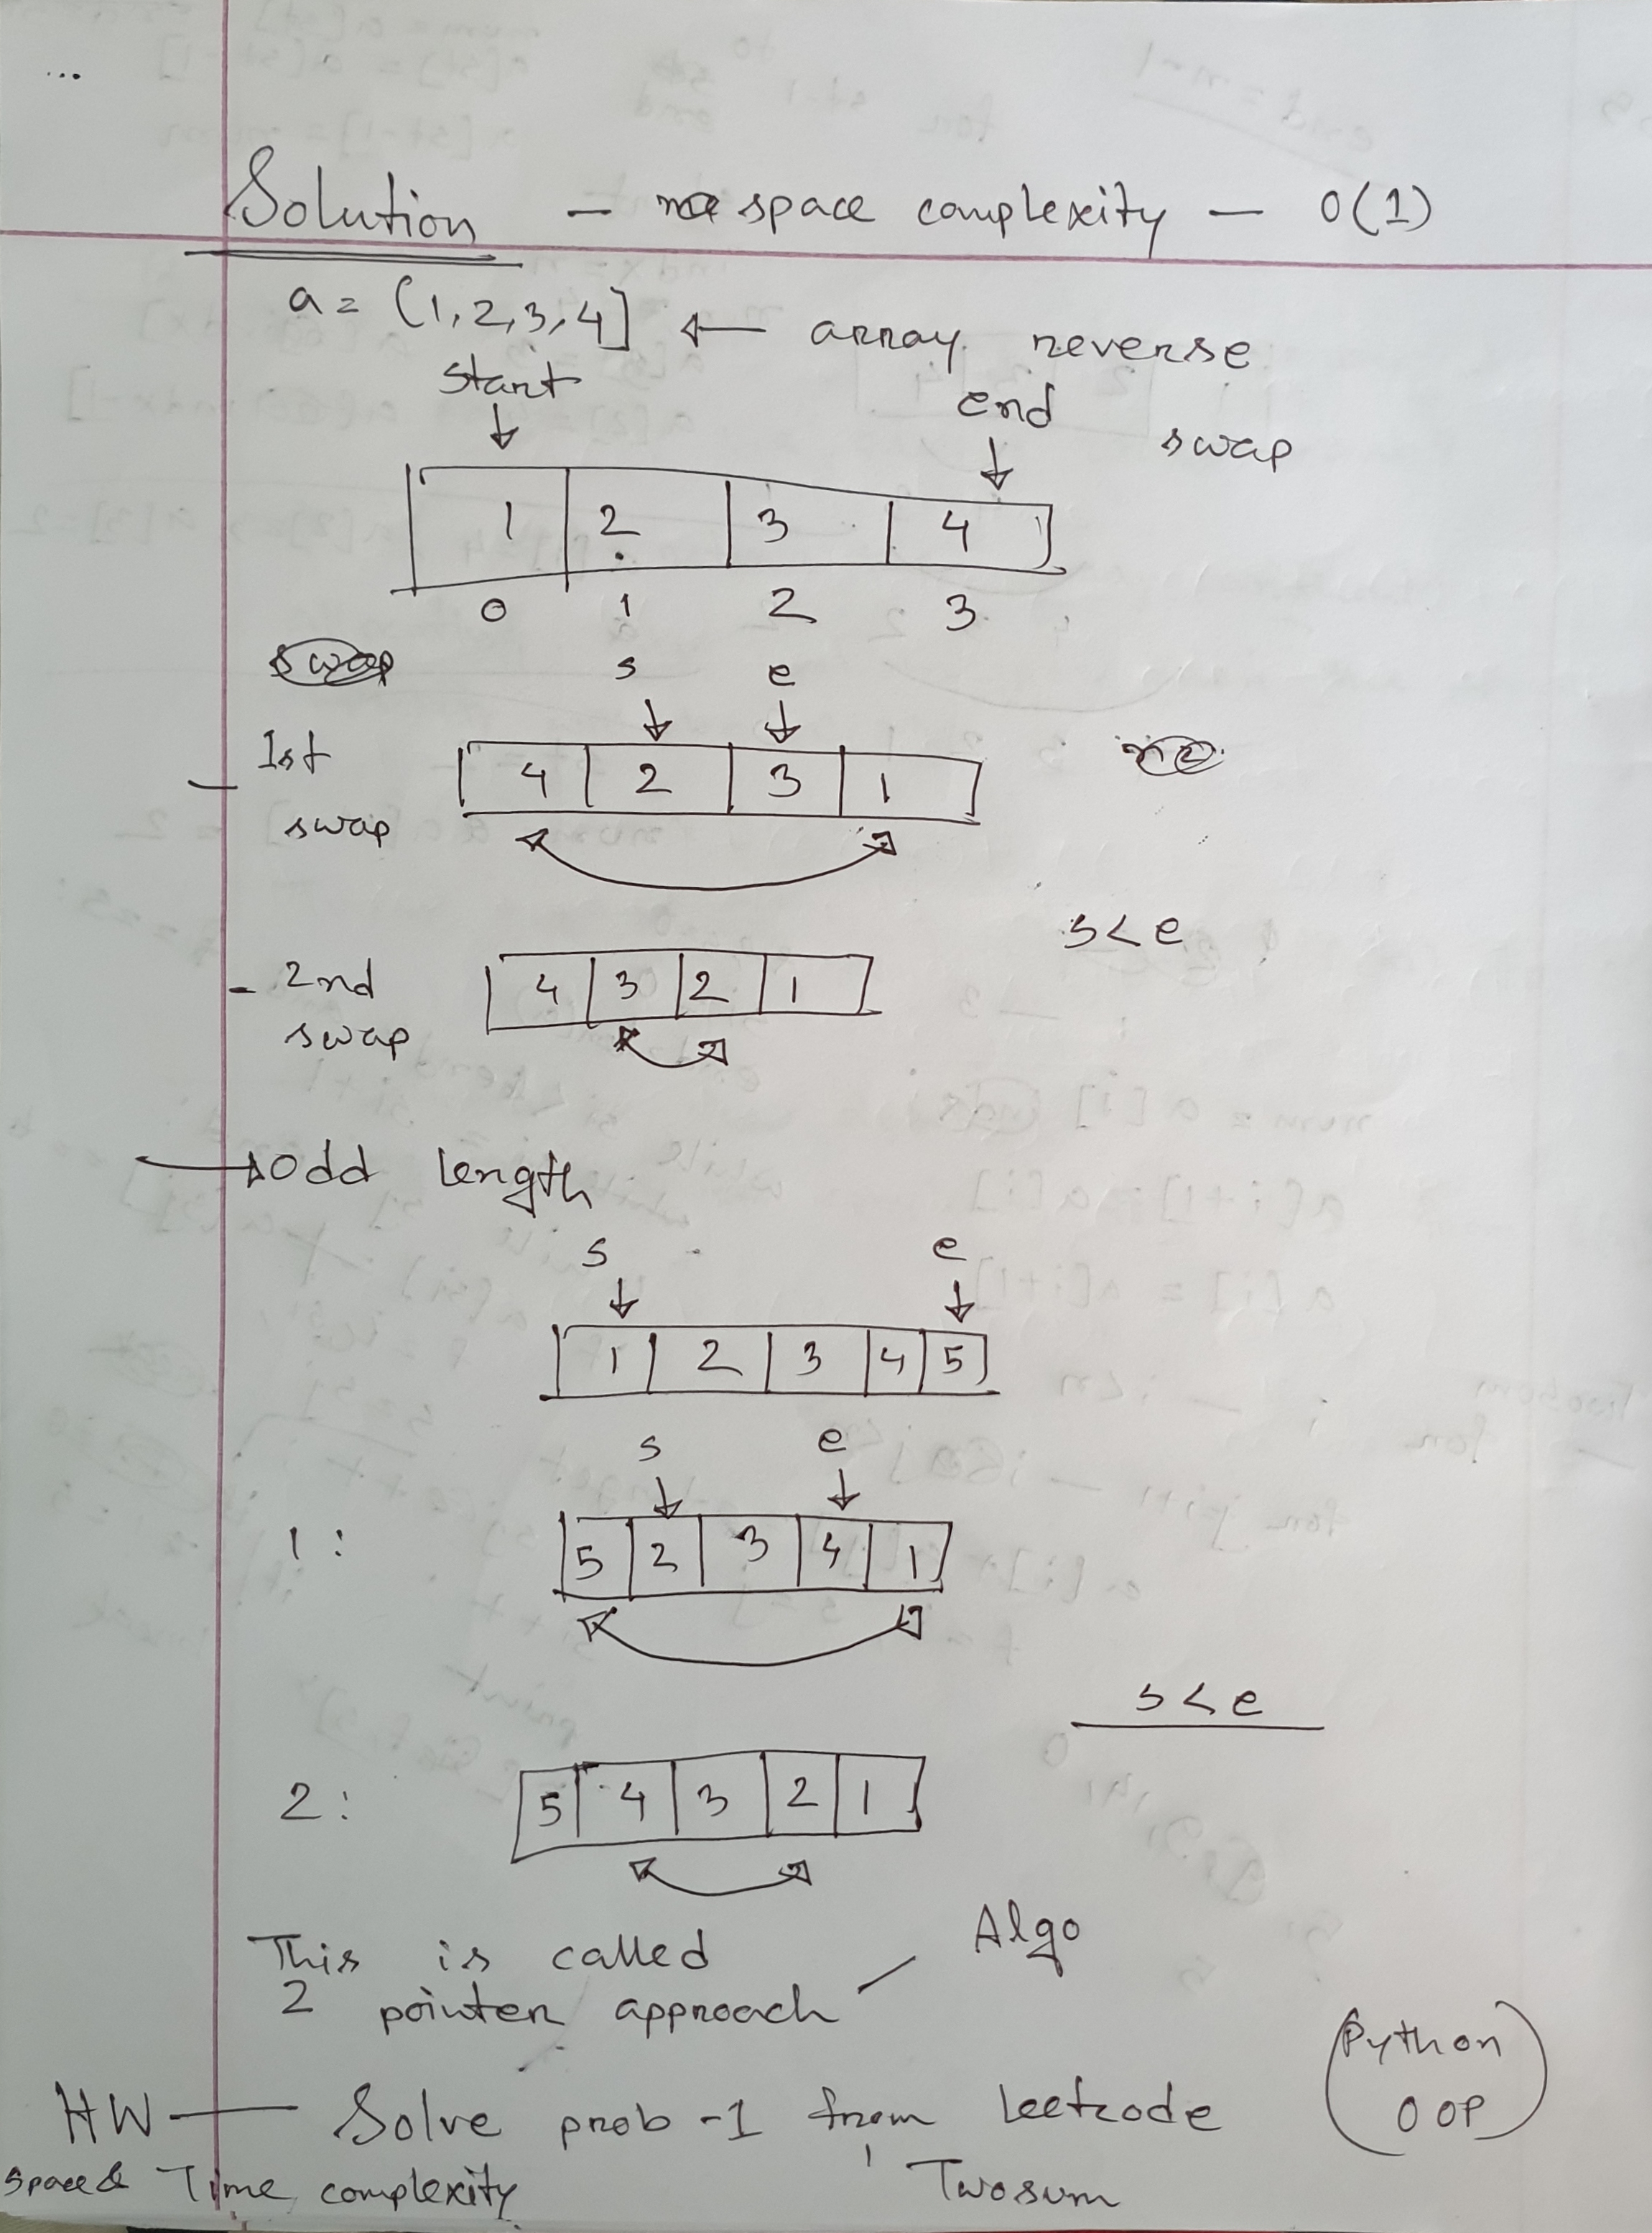 Solution – space complexity – O(1)
a = (1,2,3,4] ← array reverse
start
end
swap
1 2 3 4
0 1 2 3
swap
s e
1st swap
4 2 3 1
s<e
2nd swap
4 3 2 1
→ Odd length
s e
1 2 3 4 5
s e
1: 5 2 3 4 1
s<e
2: 5 4 3 2 1
This is called Algo
2 pointer approach
(Python OOP)
HW — Solve prob-1 from leetcode
Space & Time complexity Twosum